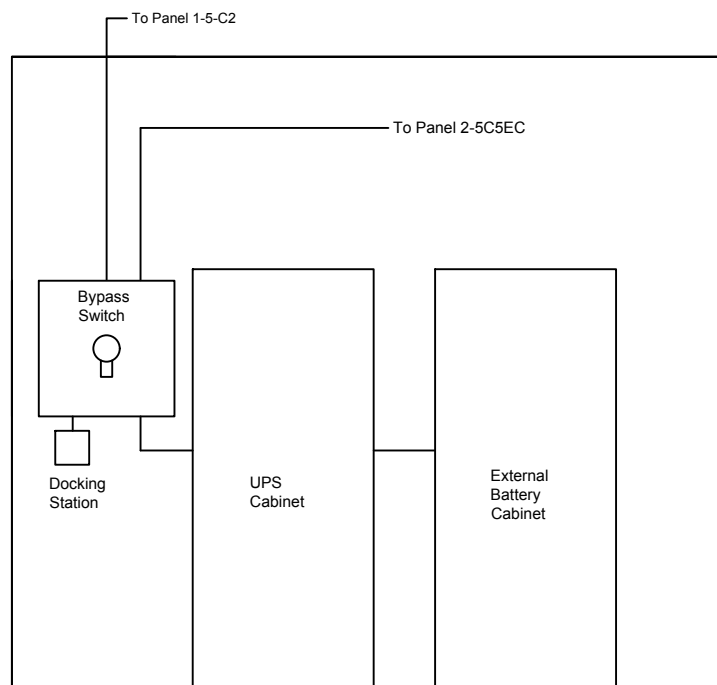 To Panel 1-5-C2
To Panel 2-5C5EC
Bypass
Switch
Docking
Station
UPS
Cabinet
External
Battery
Cabinet